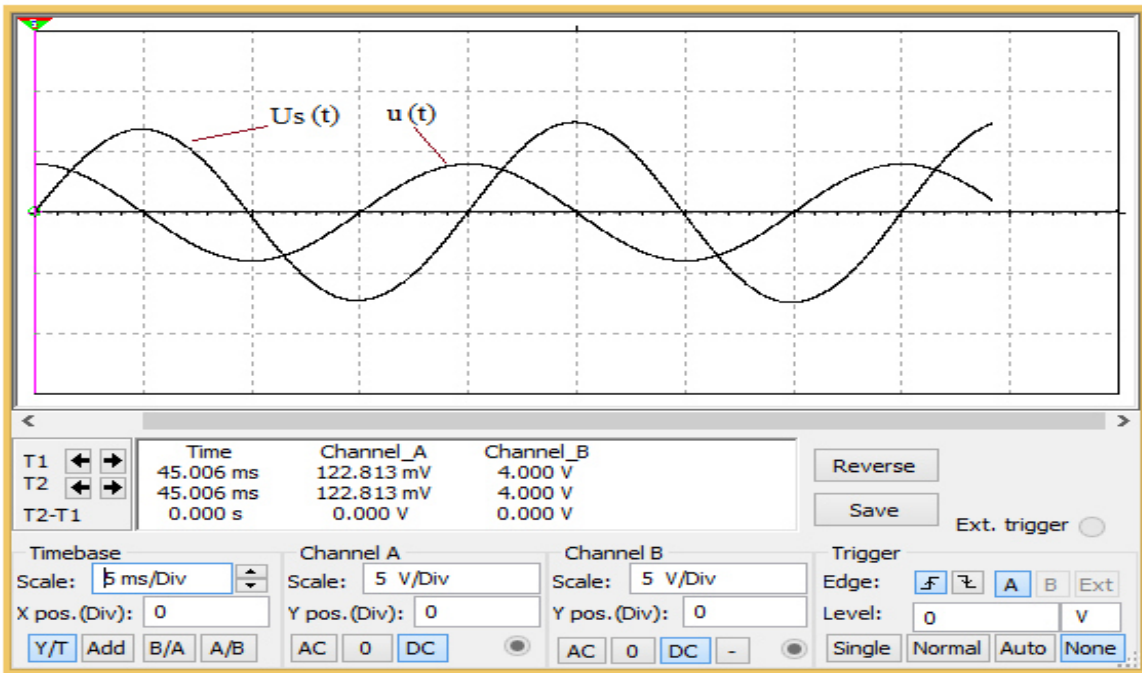 Us (t) u (t)
Time Channel_A Channel_B
T1 45.006 ms 122.813 mV 4.000 V
T2 45.006 ms 122.813 mV 4.000 V
T2-T1 0.000 s 0.000 V 0.000 V
Reverse
Save
Ext. trigger
Timebase
Scale: 5 ms/Div
X pos.(Div): 0
Y/T Add B/A A/B
Channel A
Scale: 5 V/Div
Y pos.(Div): 0
AC 0 DC
Channel B
Scale: 5 V/Div
Y pos.(Div): 0
AC 0 DC -
Trigger
Edge: A B Ext
Level: 0 V
Single Normal Auto None